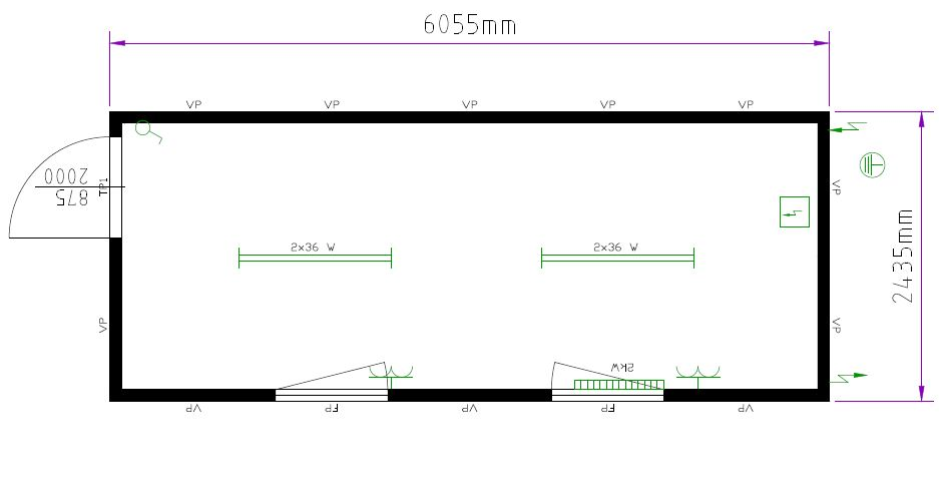 6055mm
VP VP VP VP VP
2000
875
TP1
VP
2435mm
2x36 W 2x36 W
VP
VP
2kW
VP FP VP FP VP